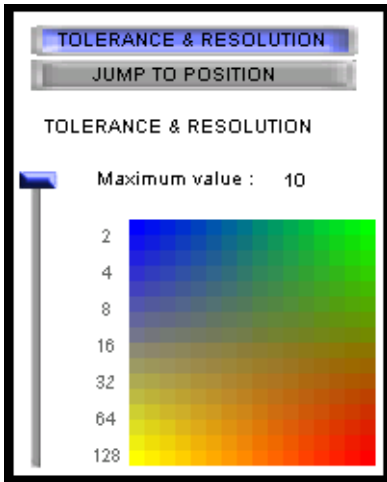 TOLERANCE & RESOLUTION
JUMP TO POSITION
TOLERANCE & RESOLUTION
Maximum value : 10
2
4
8
16
32
64
128